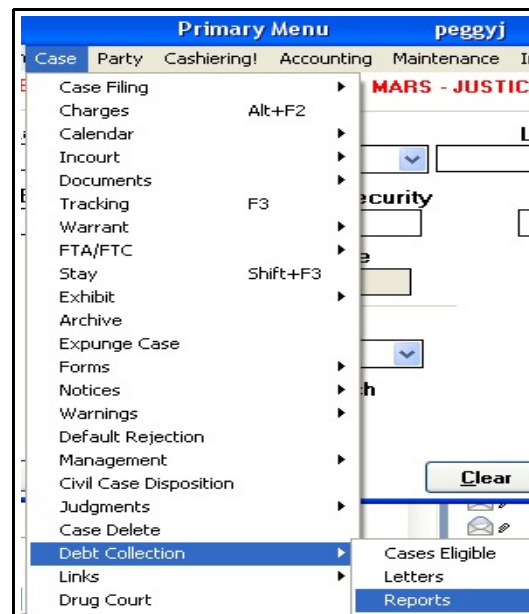 Primary Menu peggyj
Case Party Cashiering! Accounting Maintenance
MARS - JUSTIC
Case Filing
Charges Alt+F2
Calendar
Incourt
Documents
Tracking F3
Warrant
FTA/FTC
Stay Shift+F3
Exhibit
Archive
Expunge Case
Forms
Notices
Warnings
Default Rejection
Management
Civil Case Disposition
Clear
Judgments
Case Delete
Debt Collection Cases Eligible
Links Letters
Drug Court Reports